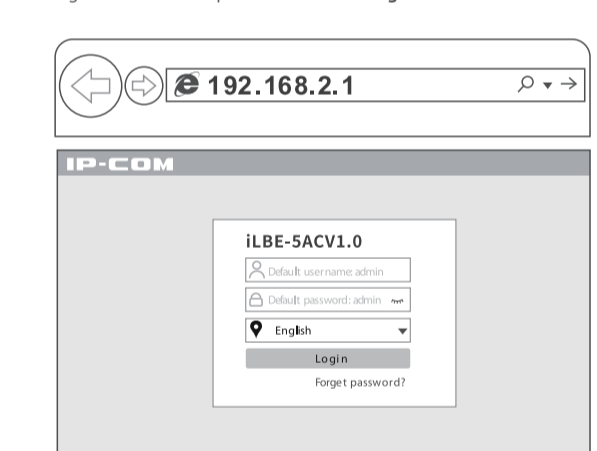 192.168.2.1
IP-COM
iLBE-5ACV1.0
Default username: admin
Default password: admin
English
Login
Forget password?